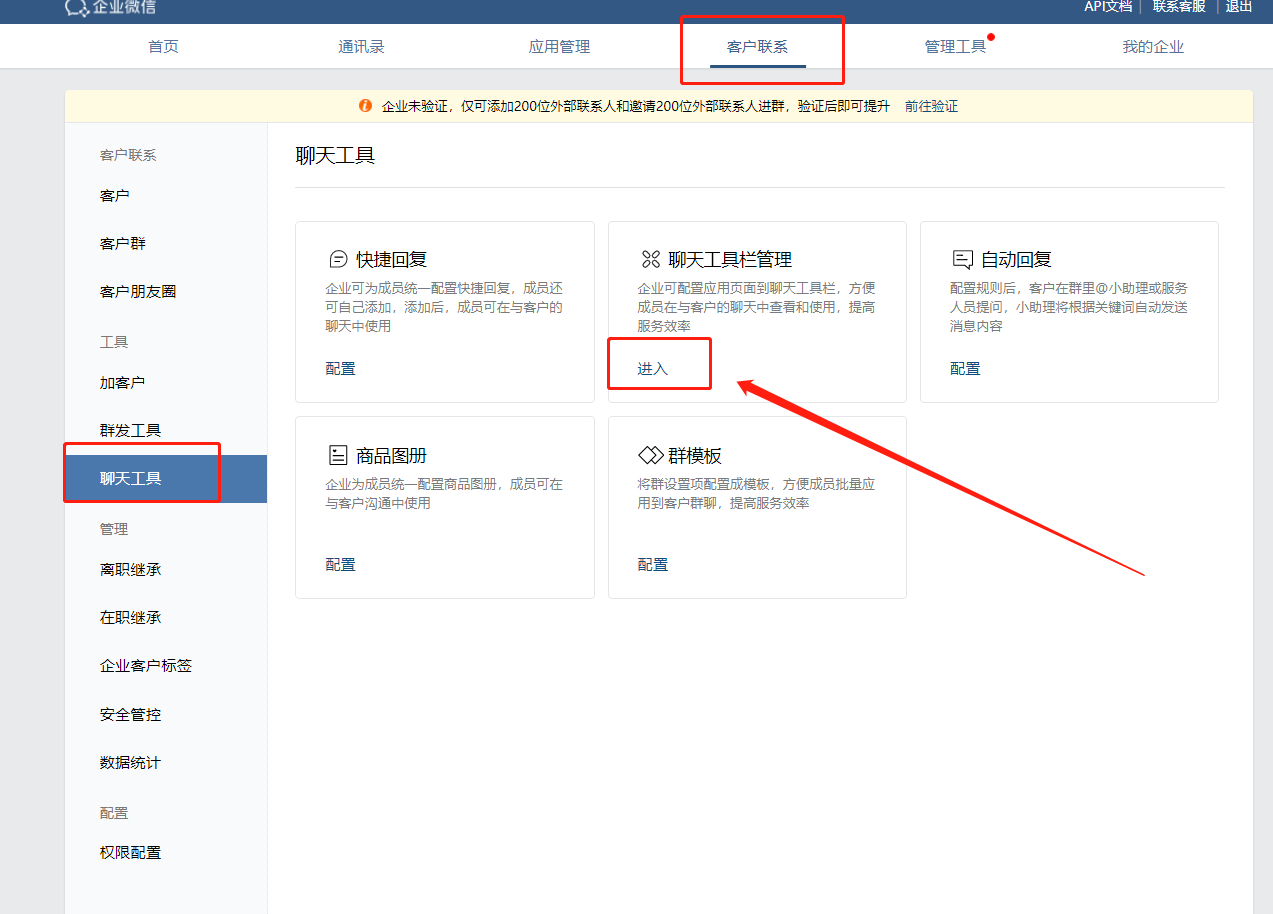 企业微信
API文档 | 联系客服 | 退出
首页 通讯录 应用管理 客户联系 管理工具 我的企业
企业未验证，仅可添加200位外部联系人和邀请200位外部联系人进群，验证后即可提升 前往验证
客户联系
客户
客户群
客户朋友圈
工具
加客户
群发工具
聊天工具
管理
离职继承
在职继承
企业客户标签
安全管控
数据统计
配置
权限配置
聊天工具
快捷回复
企业可为成员统一配置快捷回复，成员还
可自己添加，添加后，成员可在与客户的
聊天中使用
配置
聊天工具栏管理
企业可配置应用页面到聊天工具栏，方便
成员在与客户的聊天中查看和使用，提高
服务效率
进入
自动回复
配置规则后，客户在群里@小助理或服务
人员提问，小助理将根据关键词自动发送
消息内容
配置
商品图册
企业为成员统一配置商品图册，成员可在
与客户沟通中使用
配置
群模板
将群设置项配置成模板，方便成员批量应
用到客户群聊，提高服务效率
配置